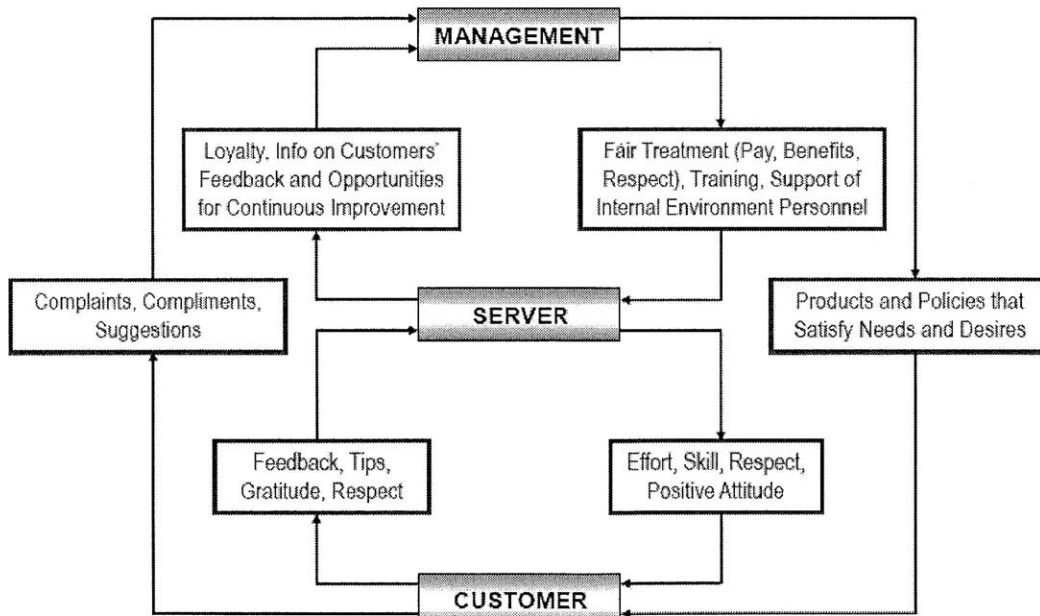 MANAGEMENT
Loyalty, Info on Customers'
Feedback and Opportunities
for Continuous Improvement
Fair Treatment (Pay, Benefits,
Respect), Training, Support of
Internal Environment Personnel
Complaints, Compliments,
Suggestions
SERVER
Products and Policies that
Satisfy Needs and Desires
Feedback, Tips,
Gratitude, Respect
Effort, Skill, Respect,
Positive Attitude
CUSTOMER